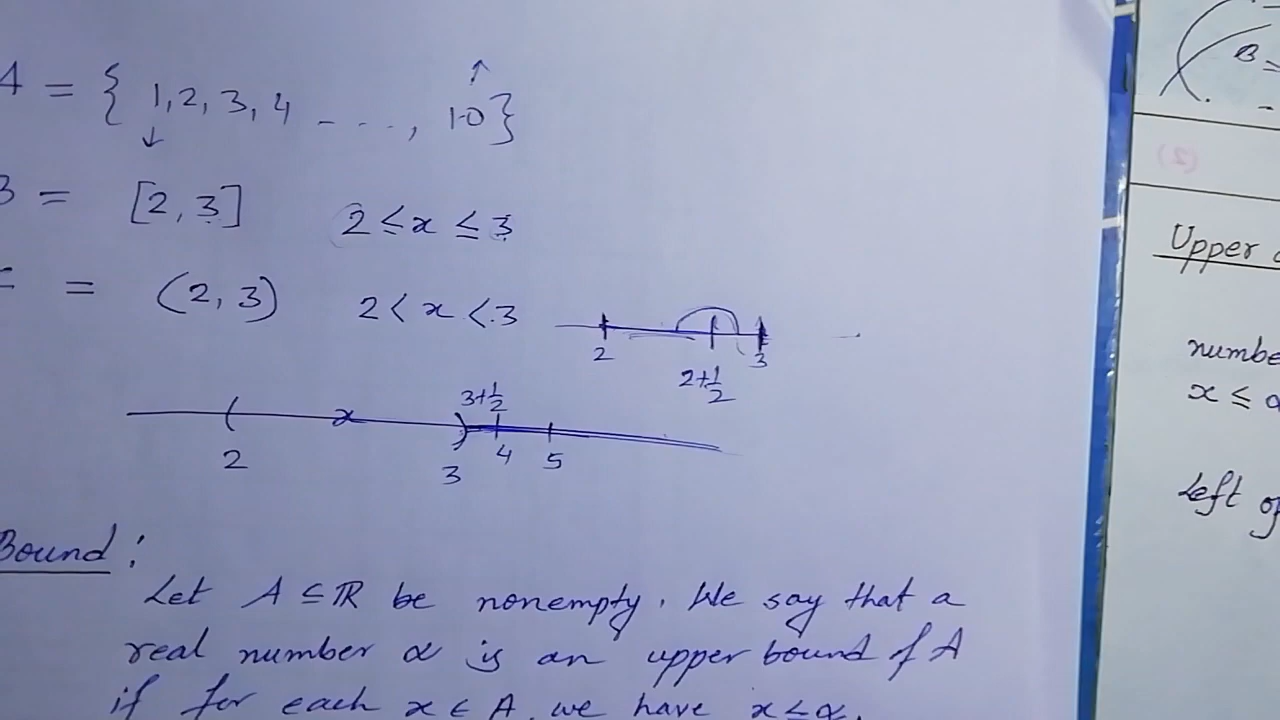 A = { 1, 2, 3, 4 - - - -, 10 }
B = [2, 3] 2 ≤ x ≤ 3
= (2, 3) 2 < x < 3
2 2+1/2 3
3+1/2
2 x 3 4 5
Bound :
Let A ⊆ ℝ be nonempty. We say that a
real number α is an upper bound of A
if for each x ∈ A, we have x ≤ α.
B =
(2)
Upper
numbe
x ≤ α
Left of